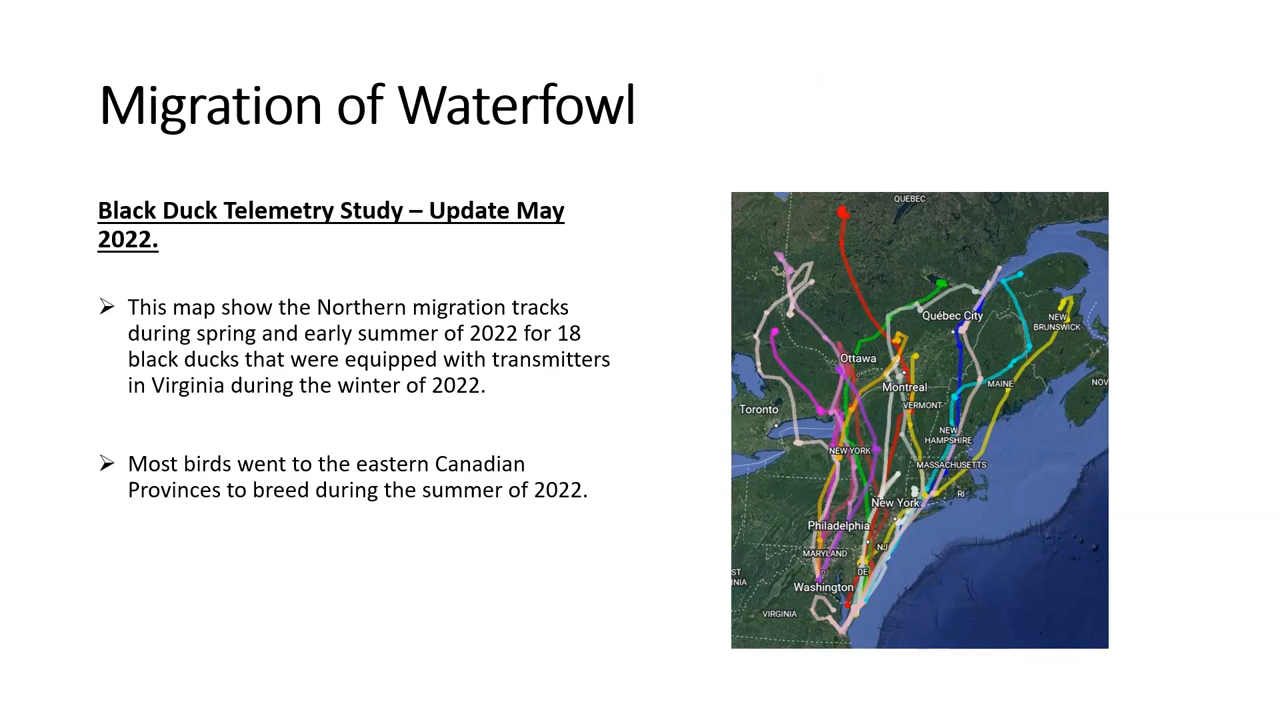 Migration of Waterfowl
Black Duck Telemetry Study – Update May
2022.
➢ This map show the Northern migration tracks
during spring and early summer of 2022 for 18
black ducks that were equipped with transmitters
in Virginia during the winter of 2022.
➢ Most birds went to the eastern Canadian
Provinces to breed during the summer of 2022.
QUEBEC
Québec City
NEW
BRUNSWICK
Ottawa
Montreal
MAINE
NOV
Toronto
VERMONT
NEW
HAMPSHIRE
NEW YORK
MASSACHUSETTS
New York
RI
Philadelphia
NJ
MARYLAND
ST
INIA
DE
Washington
VIRGINIA